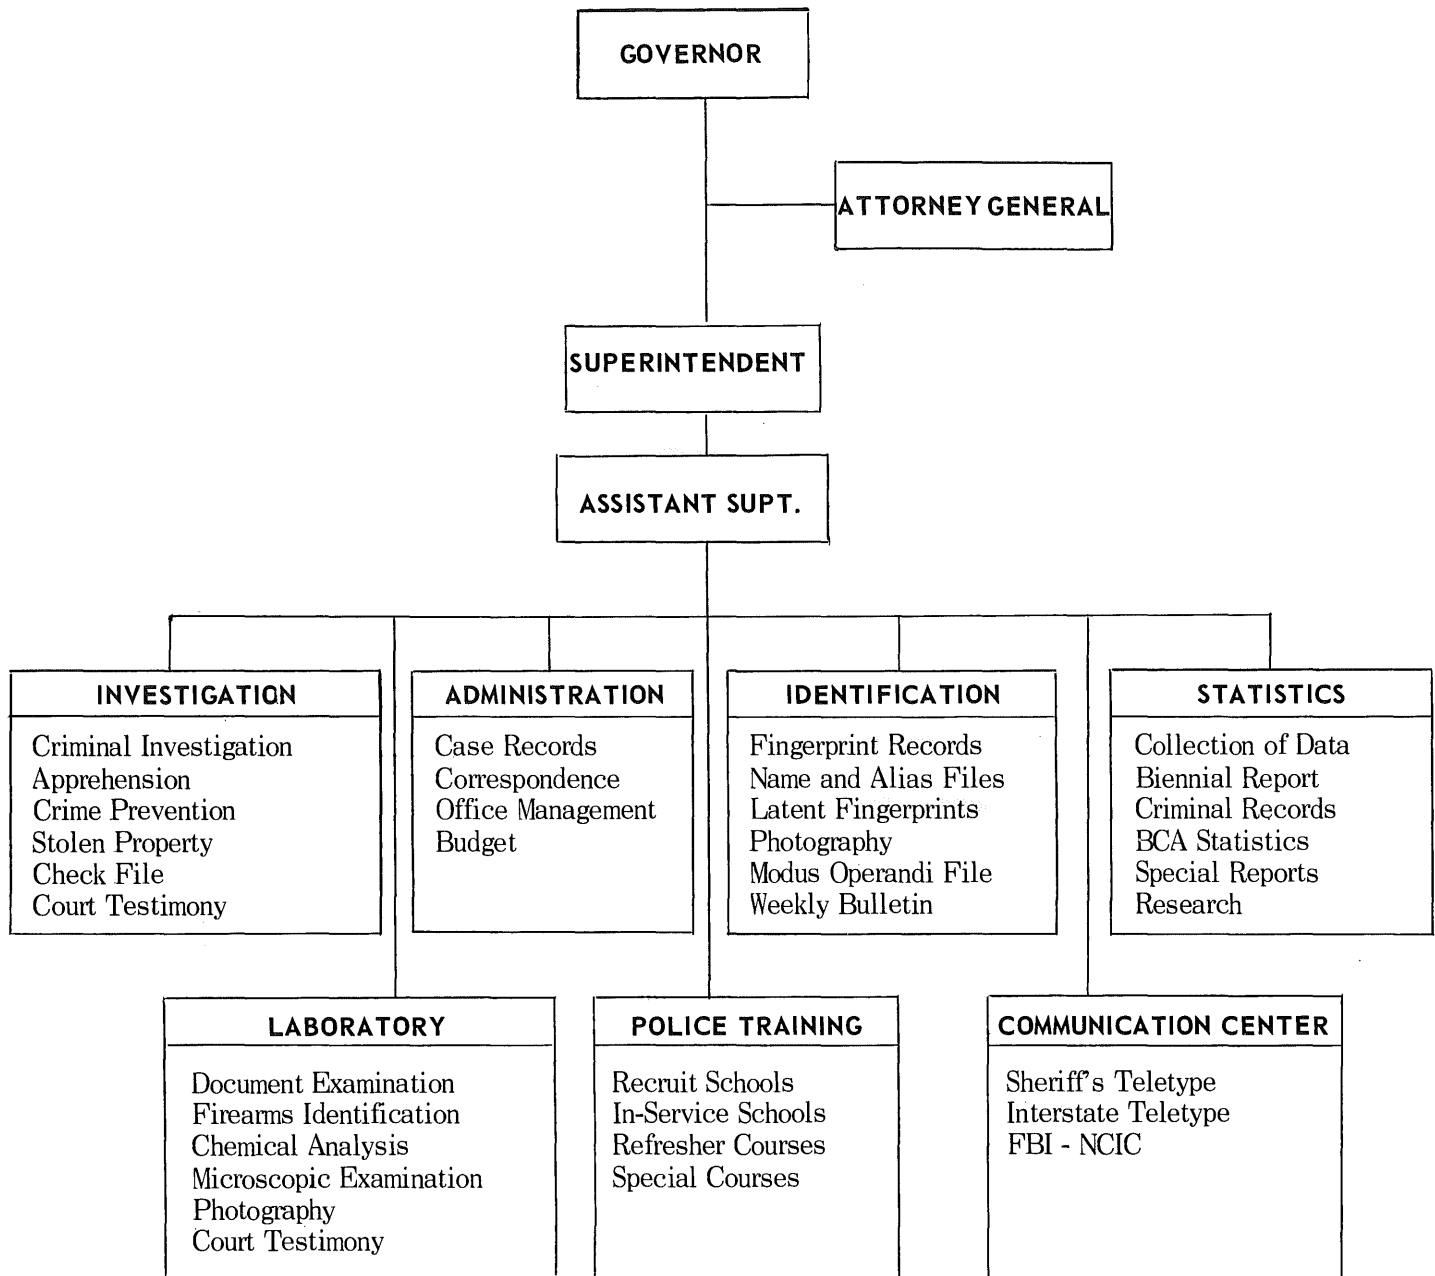 GOVERNOR
ATTORNEY GENERAL
SUPERINTENDENT
ASSISTANT SUPT.
INVESTIGATION
Criminal Investigation
Apprehension
Crime Prevention
Stolen Property
Check File
Court Testimony
ADMINISTRATION
Case Records
Correspondence
Office Management
Budget
IDENTIFICATION
Fingerprint Records
Name and Alias Files
Latent Fingerprints
Photography
Modus Operandi File
Weekly Bulletin
STATISTICS
Collection of Data
Biennial Report
Criminal Records
BCA Statistics
Special Reports
Research
LABORATORY
Document Examination
Firearms Identification
Chemical Analysis
Microscopic Examination
Photography
Court Testimony
POLICE TRAINING
Recruit Schools
In-Service Schools
Refresher Courses
Special Courses
COMMUNICATION CENTER
Sheriff's Teletype
Interstate Teletype
FBI - NCIC